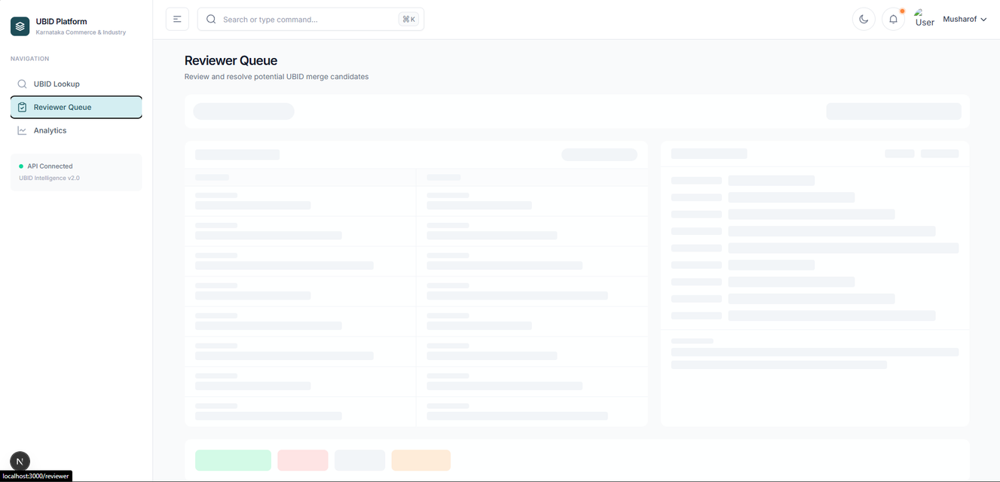 UBID Platform
Karnataka Commerce & Industry
NAVIGATION
UBID Lookup
Reviewer Queue
Analytics
API Connected
UBID Intelligence v2.0
N
localhost:3000/reviewer
Search or type command...
⌘K
User
Musharof
Reviewer Queue
Review and resolve potential UBID merge candidates